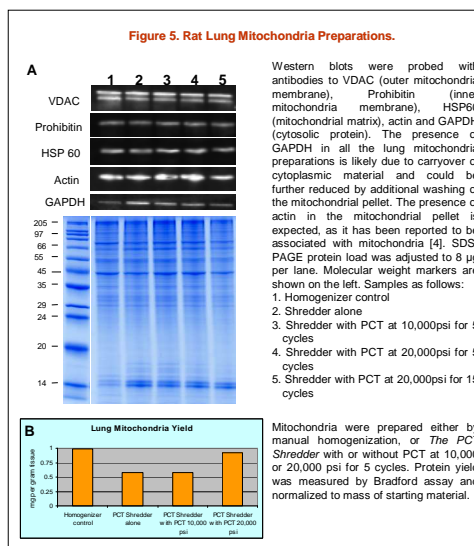 Figure 5. Rat Lung Mitochondria Preparations.
A
1 2 3 4 5
VDAC
Prohibitin
HSP 60
Actin
GAPDH
205
97
66
55
45
36
29
24
20
14
Western blots were probed with
antibodies to VDAC (outer mitochondria
membrane), Prohibitin (inne
mitochondria membrane), HSP60
(mitochondrial matrix), actin and GAPDH
(cytosolic protein). The presence o
GAPDH in all the lung mitochondria
preparations is likely due to carryover o
cytoplasmic material and could be
further reduced by additional washing o
the mitochondrial pellet. The presence o
actin in the mitochondrial pellet is
expected, as it has been reported to be
associated with mitochondria [4]. SDS
PAGE protein load was adjusted to 8 µg
per lane. Molecular weight markers are
shown on the left. Samples as follows:
1. Homogenizer control
2. Shredder alone
3. Shredder with PCT at 10,000psi for 5
cycles
4. Shredder with PCT at 20,000psi for 5
cycles
5. Shredder with PCT at 20,000psi for 15
cycles
B
Lung Mitochondria Yield
mg per gram tissue
1
0.75
0.5
0.25
0
Homogenizer
control
PCT Shredder
alone
PCT Shredder
with PCT 10,000
psi
PCT Shredder
with PCT 20,000
psi
Mitochondria were prepared either by
manual homogenization, or The PCT
Shredder with or without PCT at 10,000
or 20,000 psi for 5 cycles. Protein yield
was measured by Bradford assay and
normalized to mass of starting material.